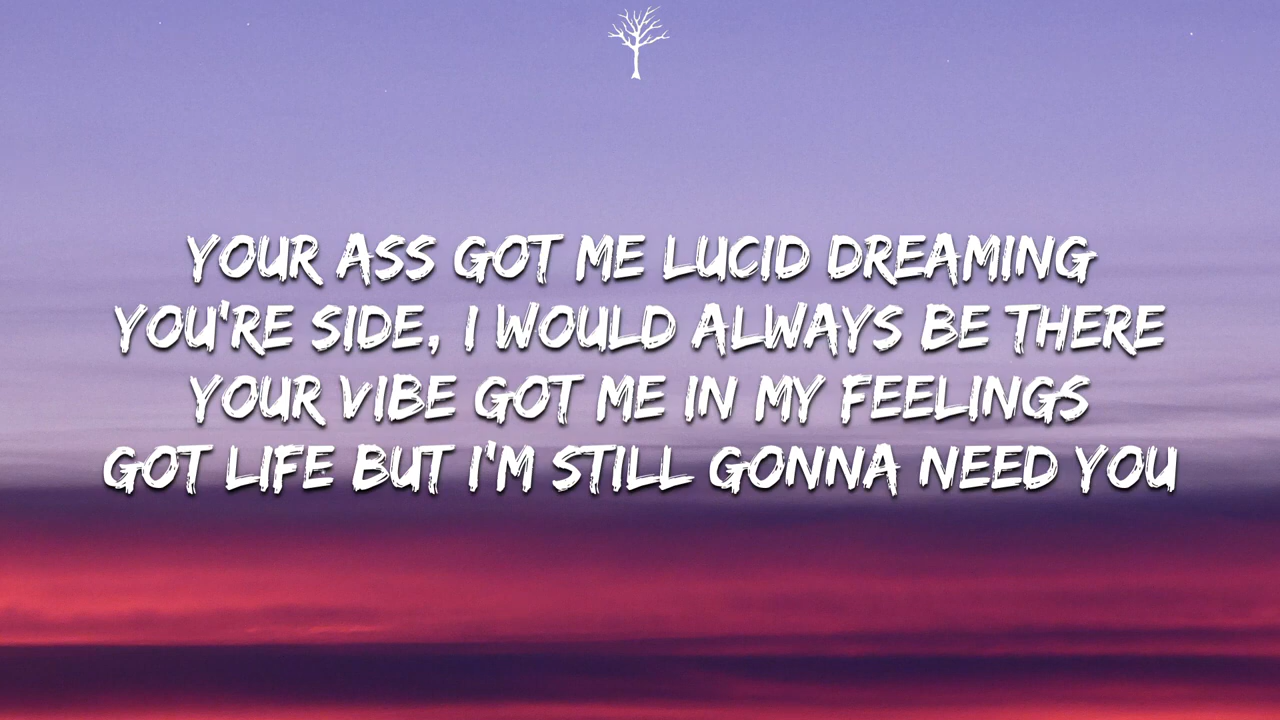 YOUR ASS GOT ME LUCID DREAMING
YOU'RE SIDE, I WOULD ALWAYS BE THERE
YOUR VIBE GOT ME IN MY FEELINGS
GOT LIFE BUT I'M STILL GONNA NEED YOU